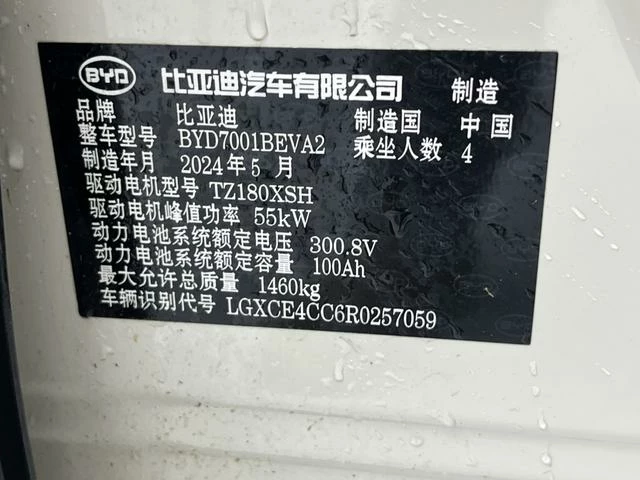 BYD 比亚迪汽车有限公司 制造
品牌 比亚迪 制造国 中国
整车型号 BYD7001BEVA2 乘坐人数 4
制造年月 2024年5月
驱动电机型号 TZ180XSH
驱动电机峰值功率 55kW
动力电池系统额定电压 300.8V
动力电池系统额定容量 100Ah
最大允许总质量 1460kg
车辆识别代号 LGXCE4CC6R0257059